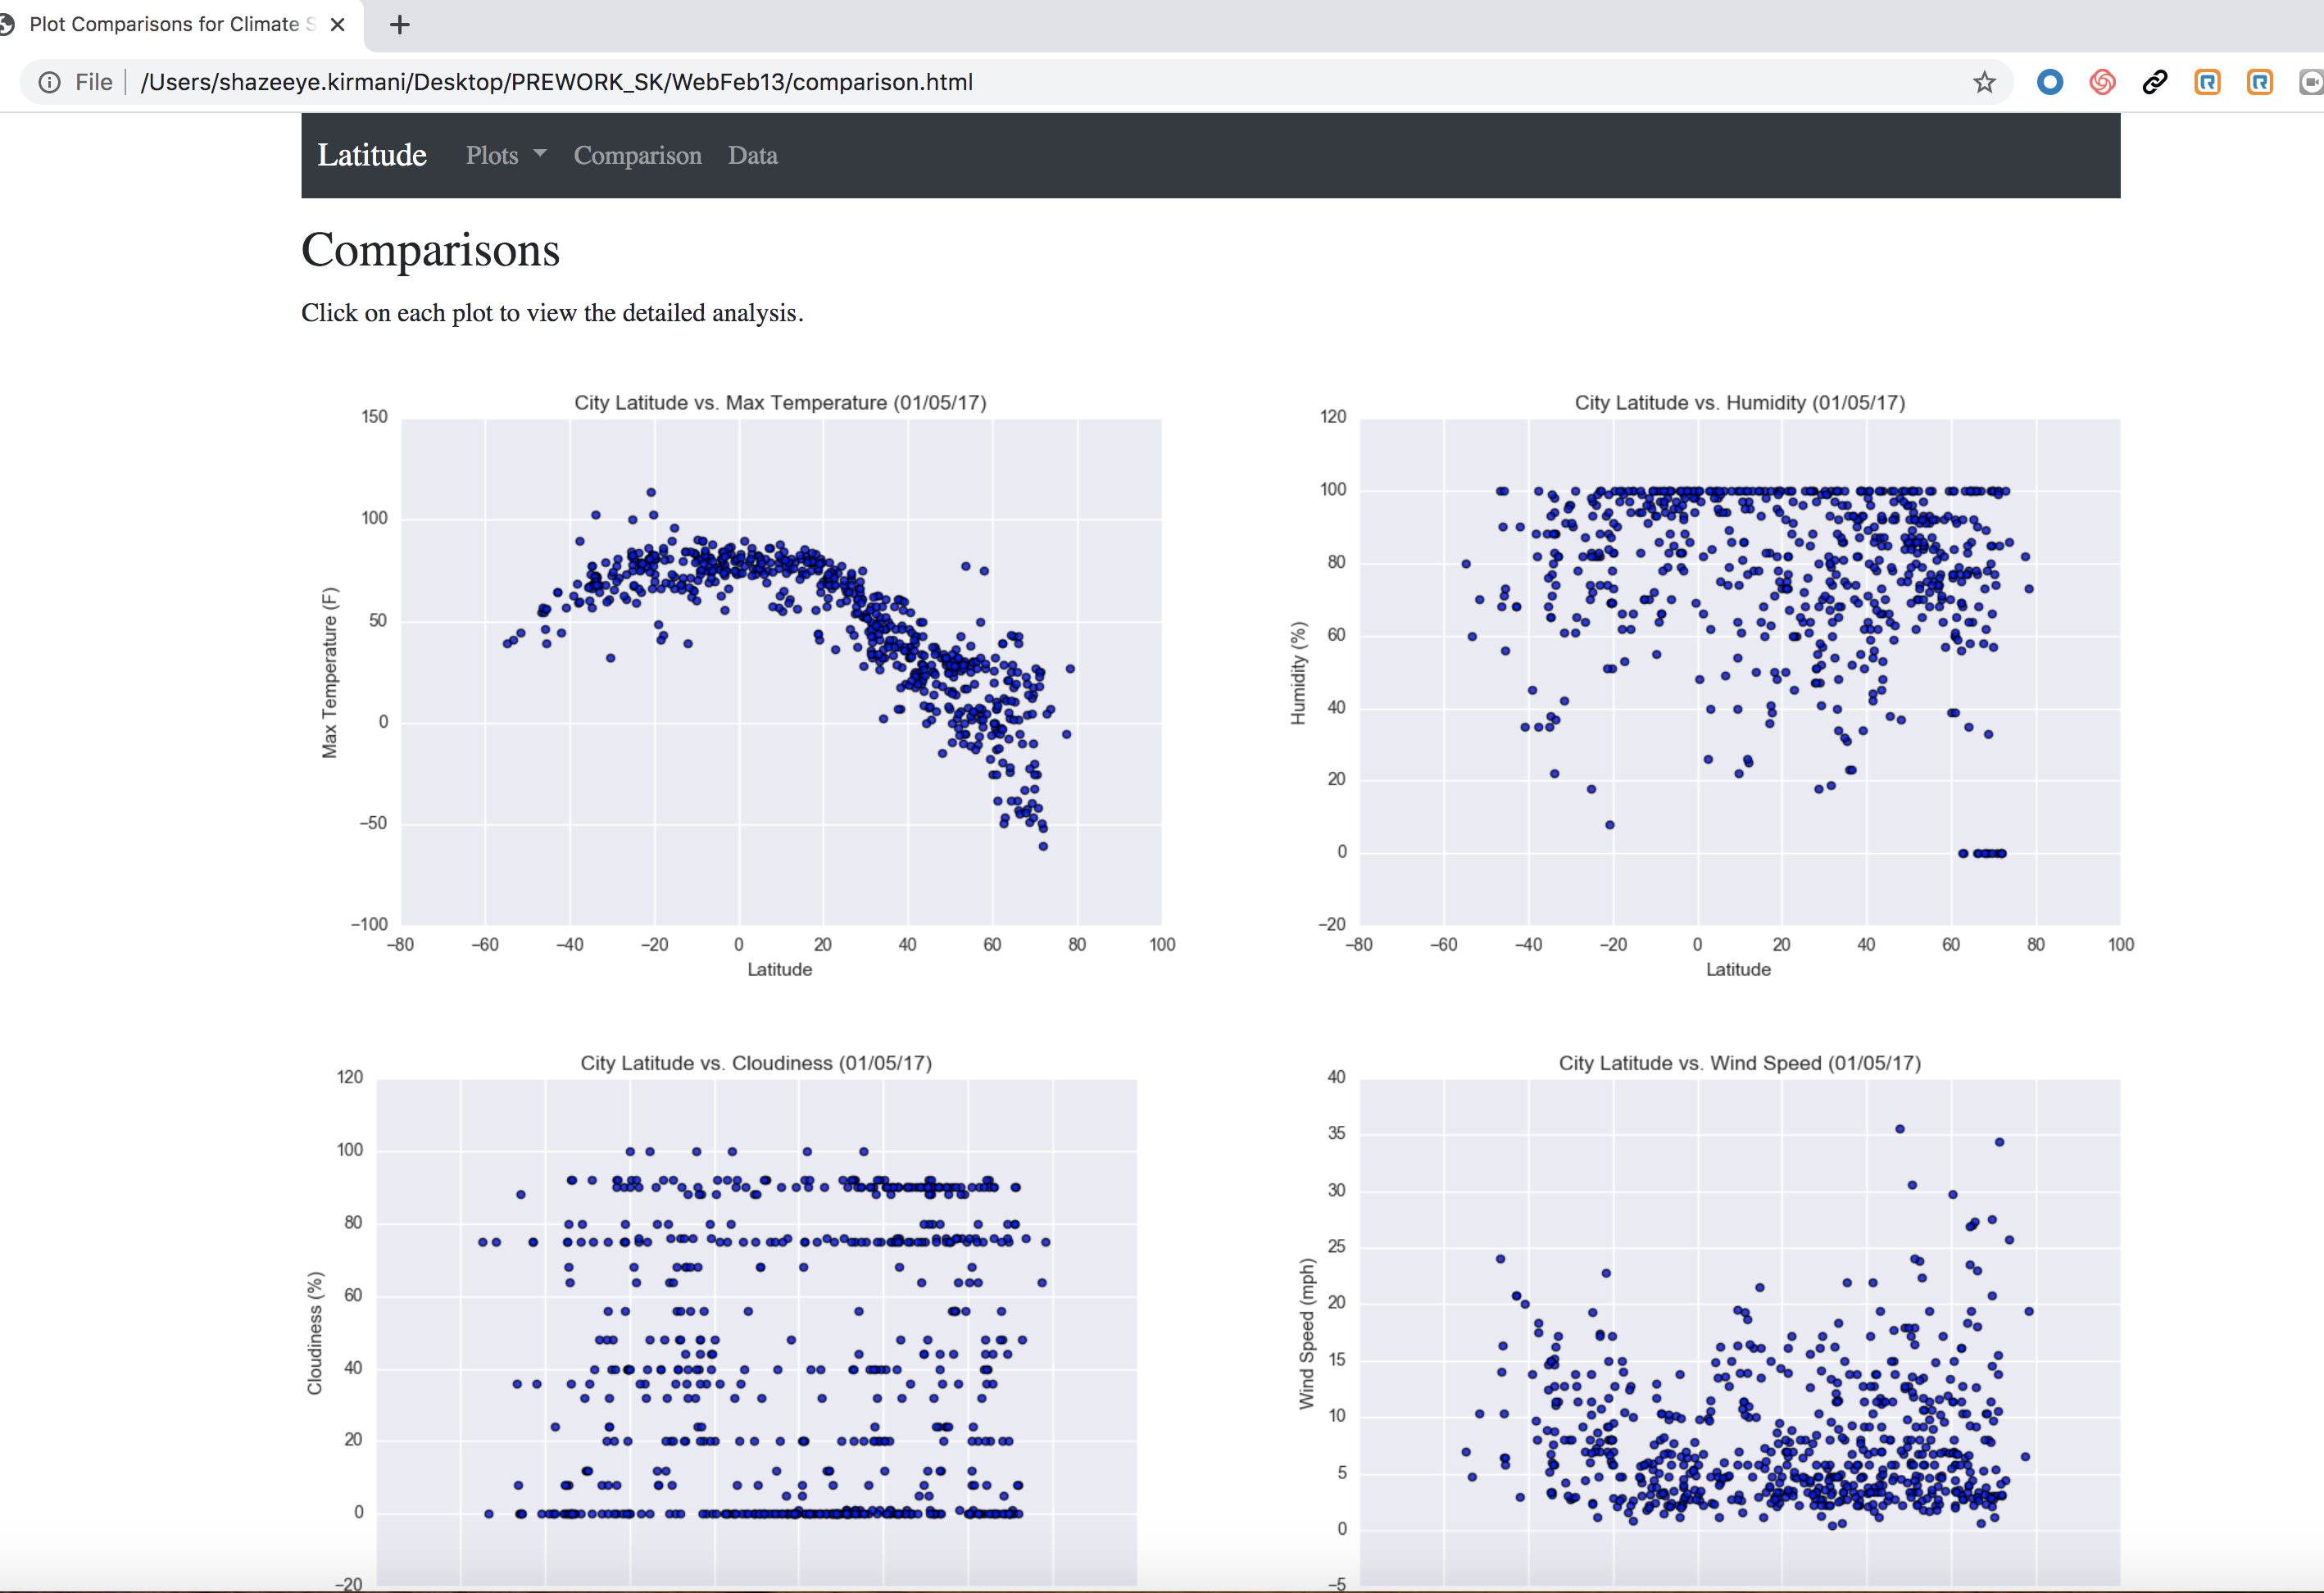 Plot Comparisons for Climate S
File /Users/shazeeye.kirmani/Desktop/PREWORK_SK/WebFeb13/comparison.html
Latitude Plots Comparison Data
Comparisons
Click on each plot to view the detailed analysis.
City Latitude vs. Max Temperature (01/05/17)
150
100
50
0
−50
−100
Max Temperature (F)
−80 −60 −40 −20 0 20 40 60 80 100
Latitude
City Latitude vs. Humidity (01/05/17)
120
100
80
60
40
20
0
−20
Humidity (%)
−80 −60 −40 −20 0 20 40 60 80 100
Latitude
City Latitude vs. Cloudiness (01/05/17)
120
100
80
60
40
20
0
−20
Cloudiness (%)
City Latitude vs. Wind Speed (01/05/17)
40
35
30
25
20
15
10
5
0
−5
Wind Speed (mph)